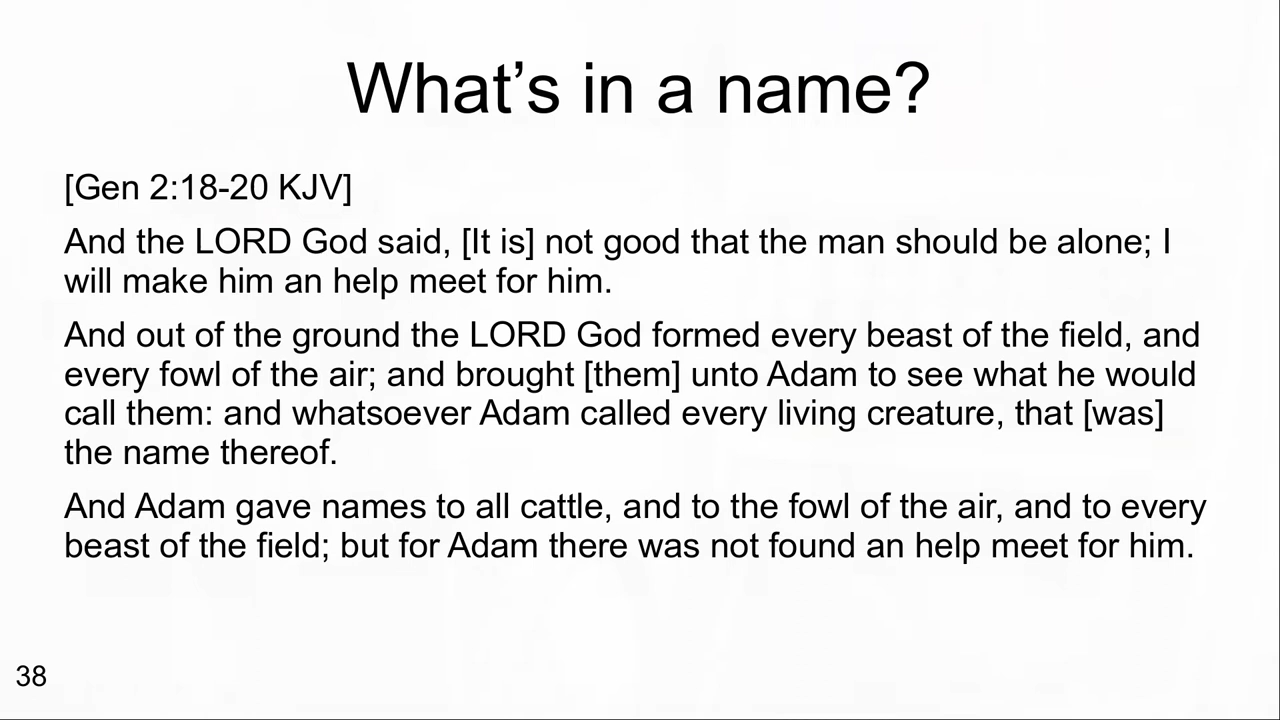 What’s in a name?
[Gen 2:18-20 KJV]
And the LORD God said, [It is] not good that the man should be alone; I
will make him an help meet for him.
And out of the ground the LORD God formed every beast of the field, and
every fowl of the air; and brought [them] unto Adam to see what he would
call them: and whatsoever Adam called every living creature, that [was]
the name thereof.
And Adam gave names to all cattle, and to the fowl of the air, and to every
beast of the field; but for Adam there was not found an help meet for him.
38